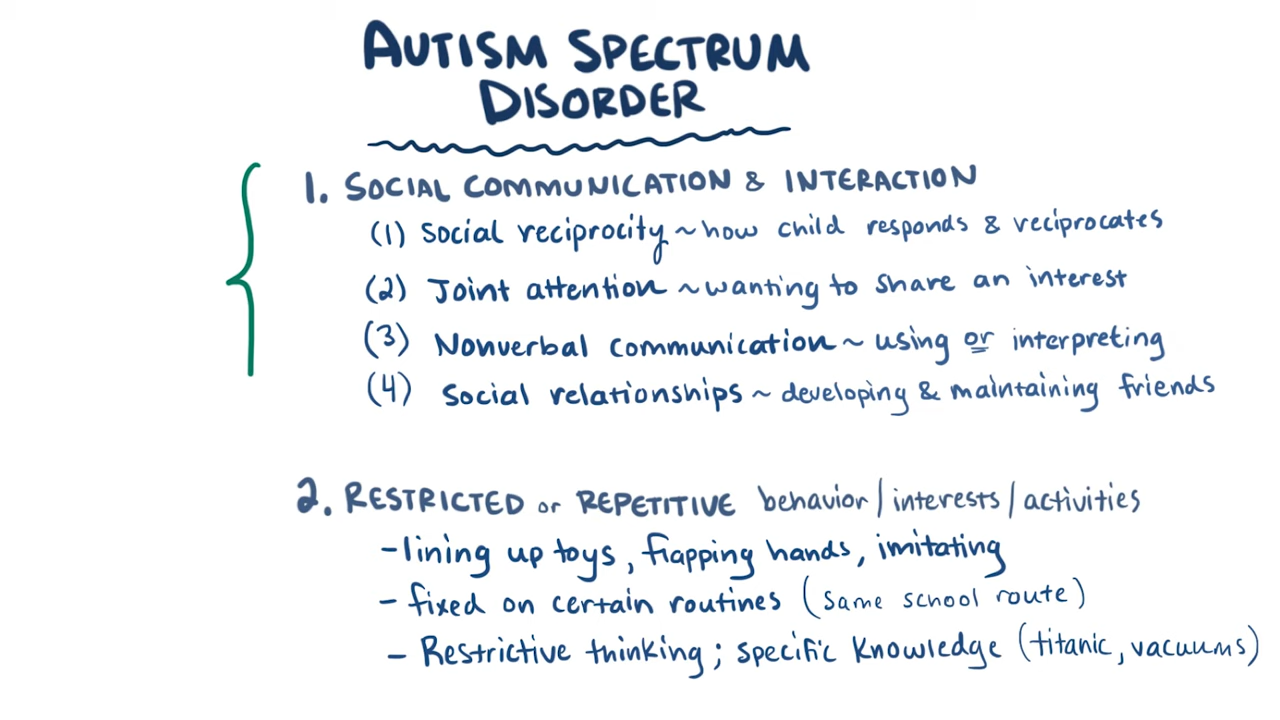 AUTISM SPECTRUM
DISORDER
1. SOCIAL COMMUNICATION & INTERACTION
(1) Social reciprocity ~ how child responds & reciprocates
(2) Joint attention ~ wanting to share an interest
(3) Nonverbal communication ~ using or interpreting
(4) Social relationships ~ developing & maintaining friends
2. RESTRICTED or REPETITIVE behavior/interests/activities
- lining up toys, flapping hands, imitating
- fixed on certain routines (same school route)
- Restrictive thinking; specific knowledge (titanic, vacuums)